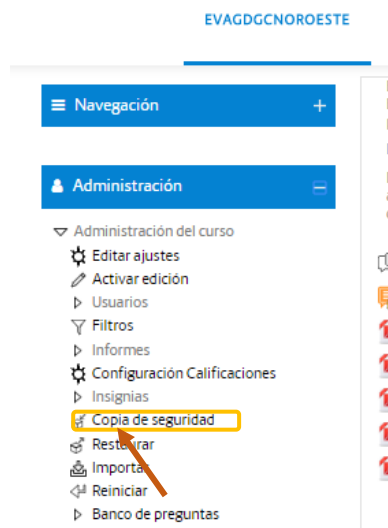 EVAGDGCNOROESTE
Navegación
Administración
Administración del curso
Editar ajustes
Activar edición
Usuarios
Filtros
Informes
Configuración Calificaciones
Insignias
Copia de seguridad
Restaurar
Importar
Reiniciar
Banco de preguntas